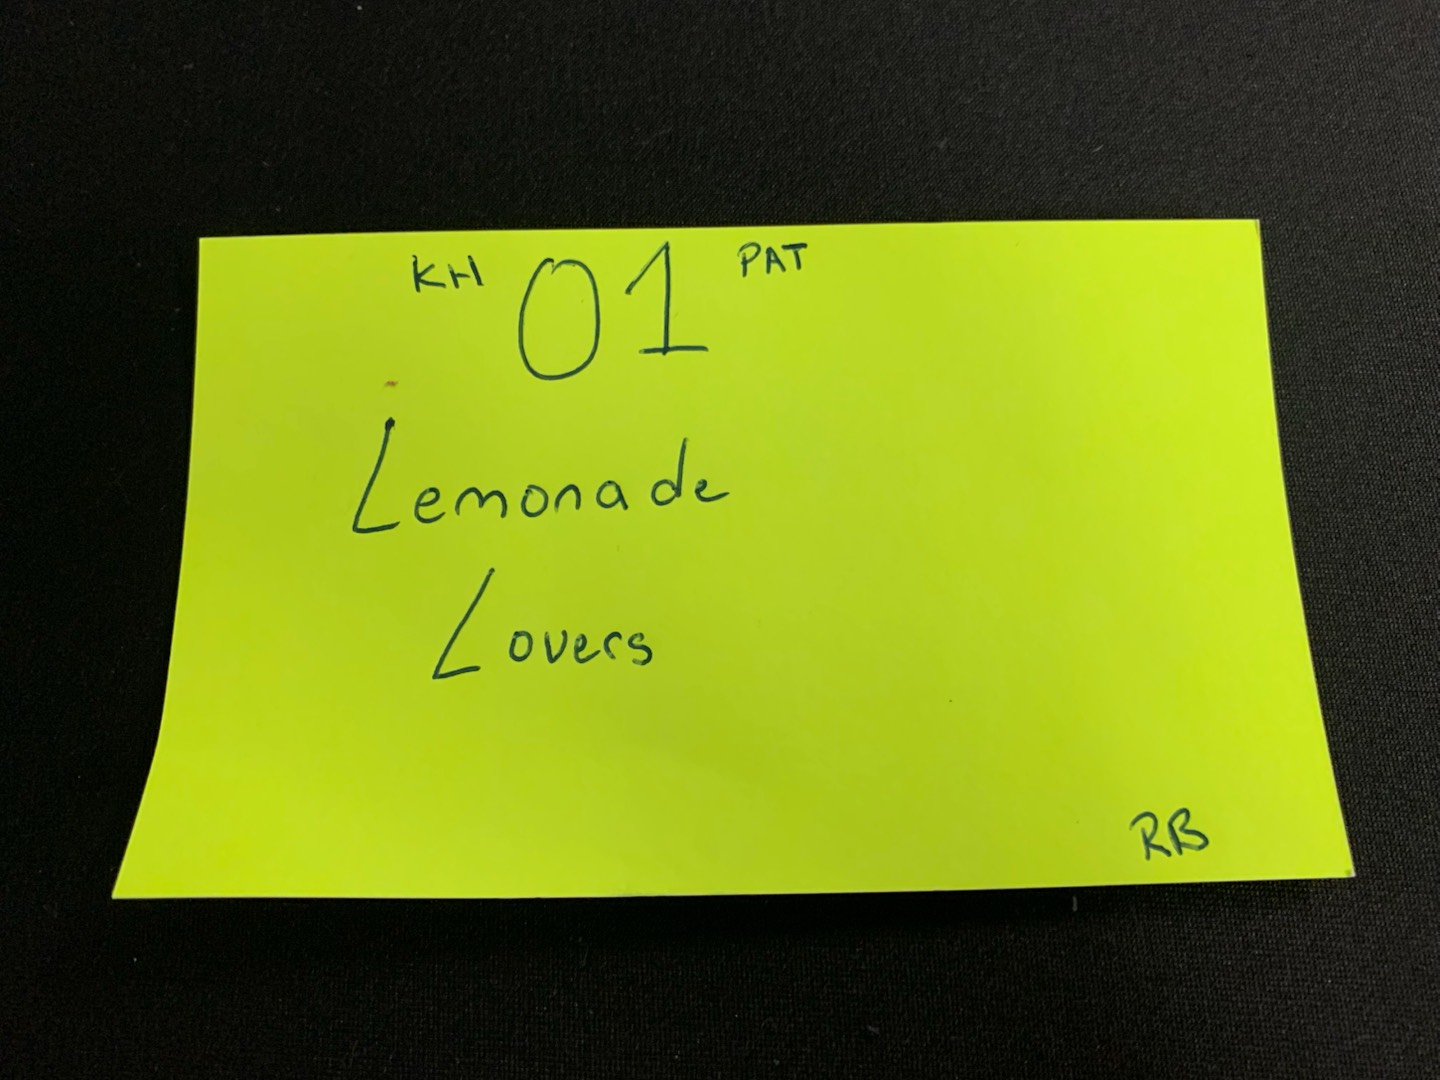 KH 01 PAT
Lemonade
Lovers
RB